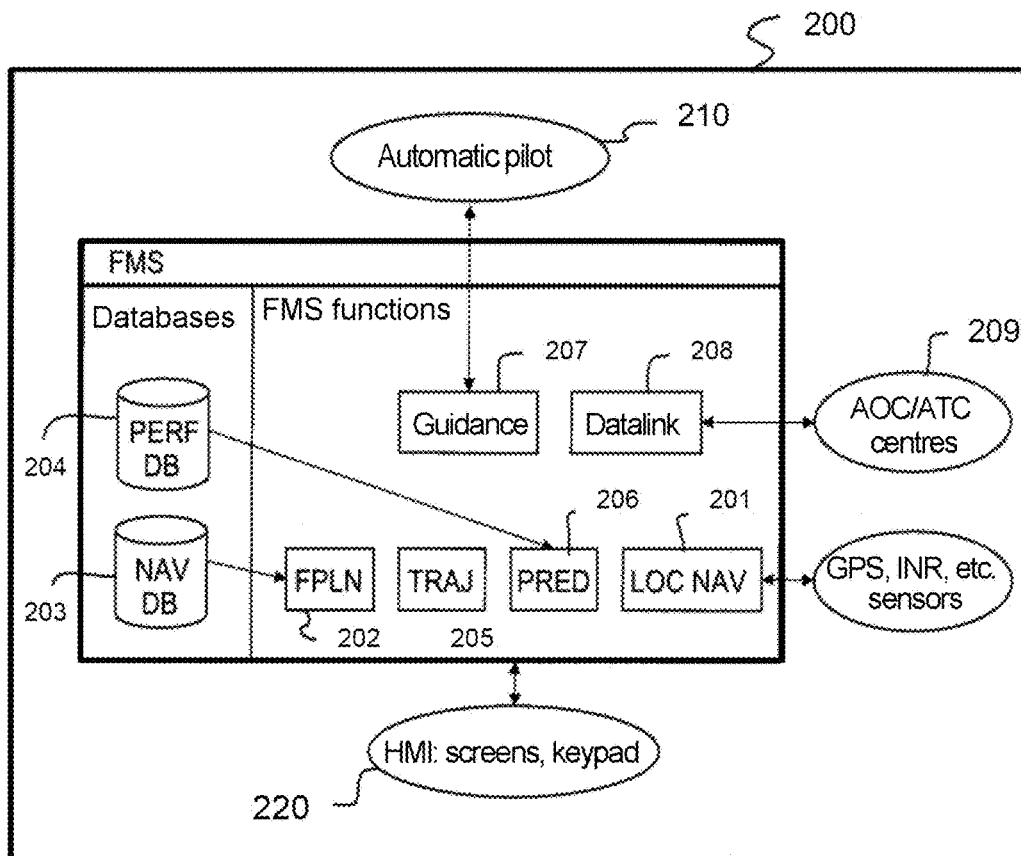 200
210
Automatic pilot
FMS
Databases
FMS functions
207
208
209
Guidance
Datalink
AOC/ATC
centres
PERF
DB
204
206
201
NAV
DB
203
FPLN
TRAJ
PRED
LOC NAV
GPS, INR, etc.
sensors
202
205
HMI: screens, keypad
220